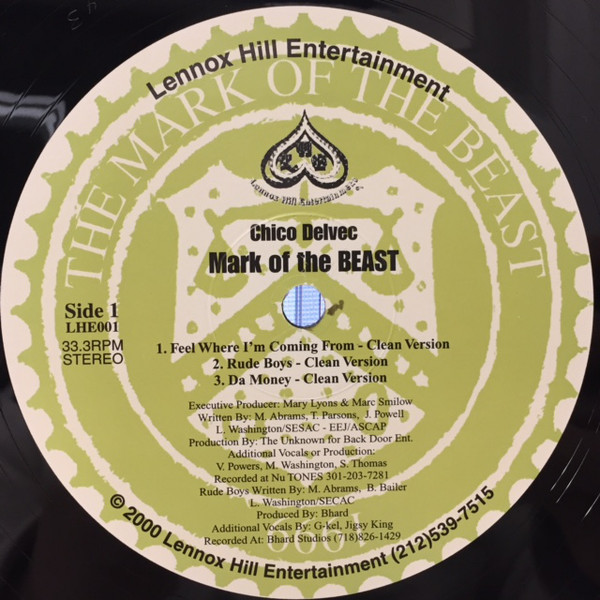 Lennox Hill Entertainment
THE MARK OF THE BEAST
Lennox Hill Entertainment
Chico Delvec
Mark of the BEAST
Side 1
LHE001
33.3RPM
STEREO
1. Feel Where I'm Coming From - Clean Version
2. Rude Boys - Clean Version
3. Da Money - Clean Version
Executive Producer: Mary Lyons & Marc Smilow
Written By: M. Abrams, T. Parsons, J. Powell
L. Washington/SESAC - EEJ/ASCAP
Production By: The Unknown for Back Door Ent.
Additional Vocals or Production:
V. Powers, M. Washington, S. Thomas
Recorded at Nu TONES 301-203-7281
Rude Boys Written By: M. Abrams, B. Bailer
L. Washington/SECAC
Produced By: Bhard
Additional Vocals By: G-kel, Jigsy King
Recorded At: Bhard Studios (718)826-1429
© 2000 Lennox Hill Entertainment (212)539-7515